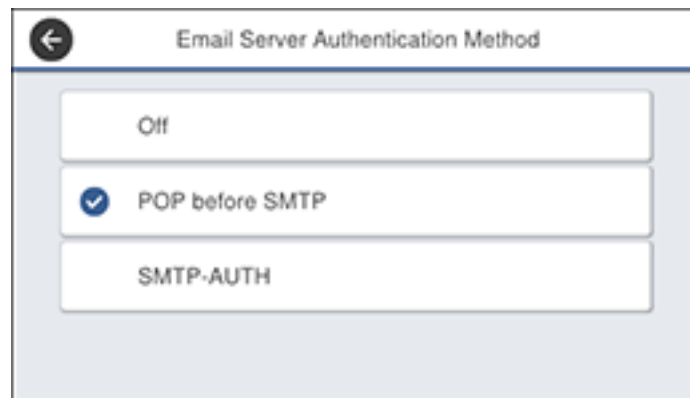 Email Server Authentication Method
Off
POP before SMTP
SMTP-AUTH